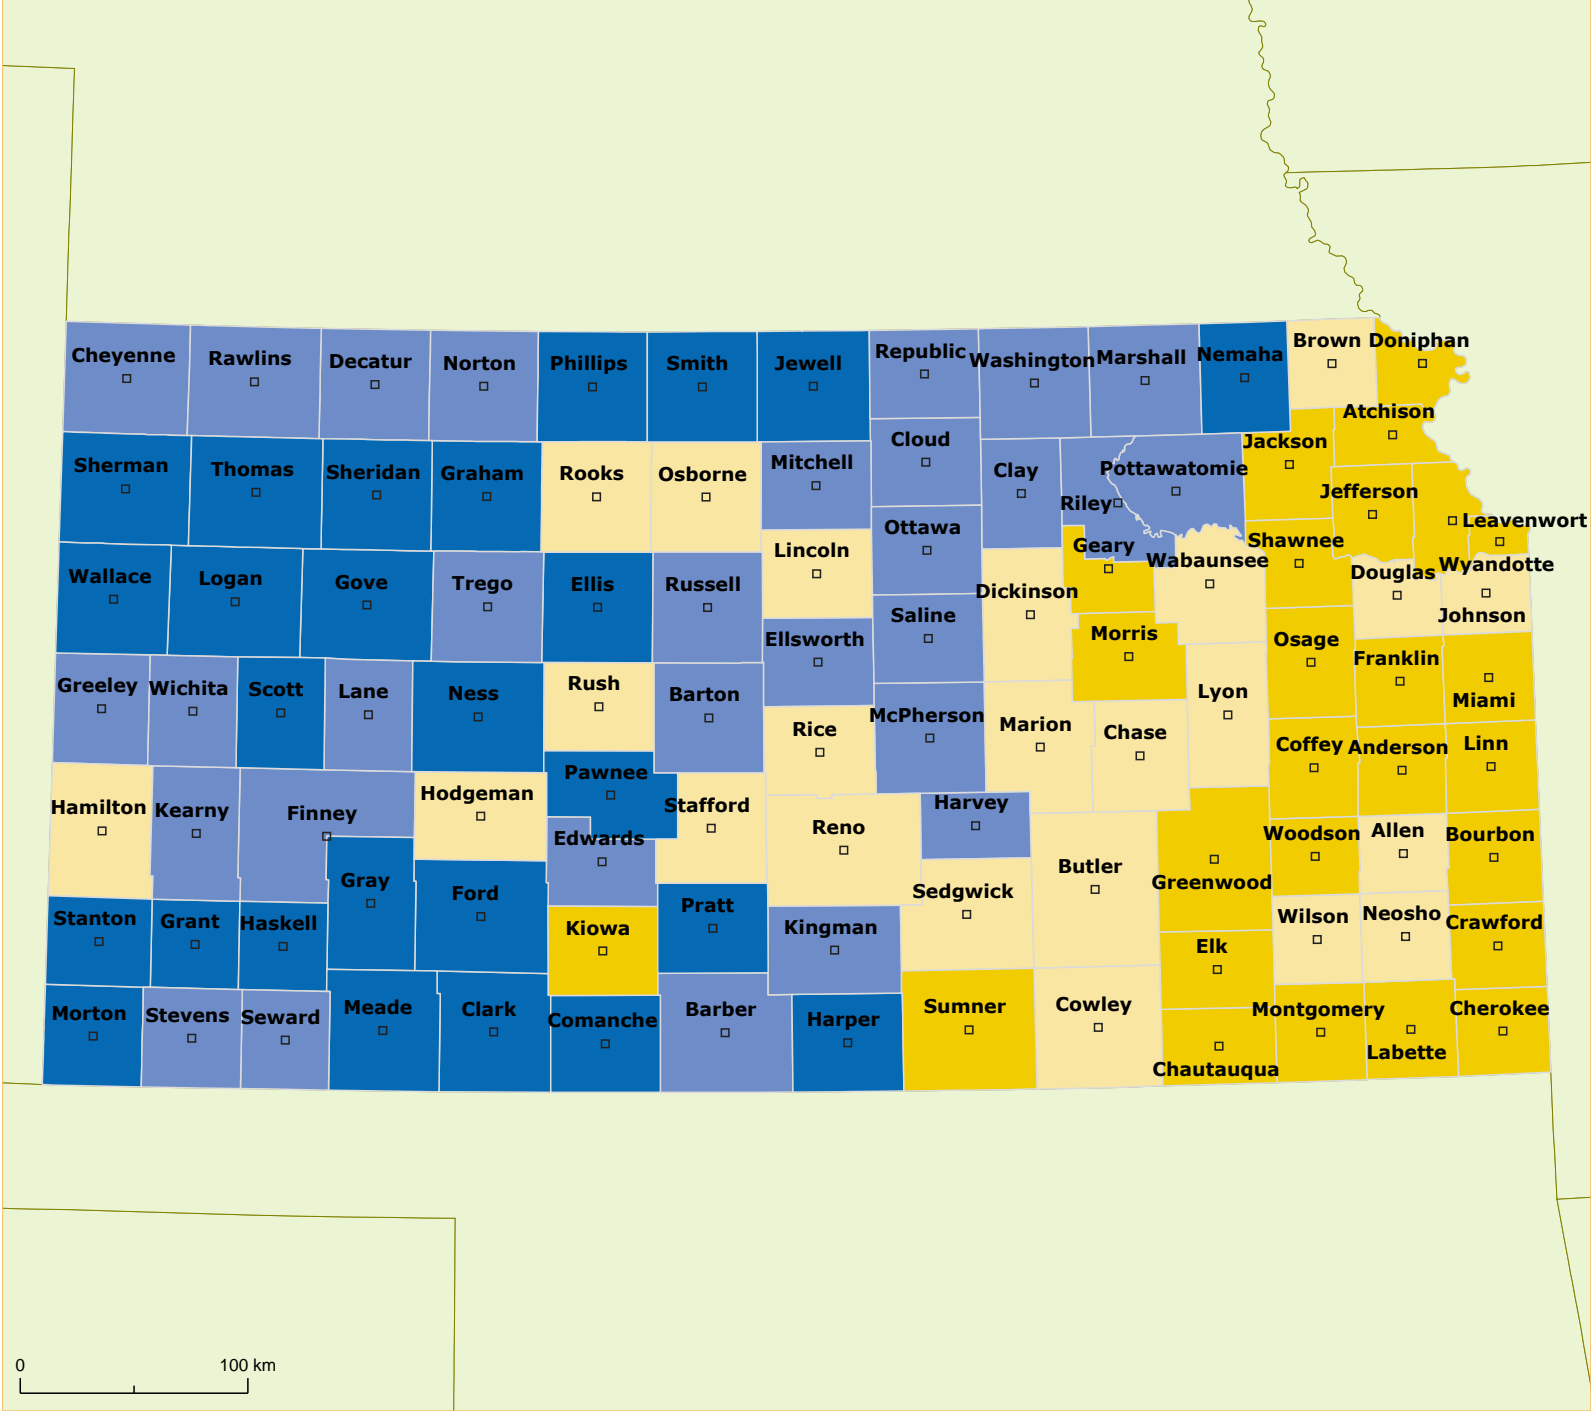 Cheyenne
Rawlins
Decatur
Norton
Phillips
Smith
Jewell
Republic
Washington
Marshall
Nemaha
Brown
Doniphan
Atchison
Sherman
Thomas
Sheridan
Graham
Rooks
Osborne
Mitchell
Cloud
Clay
Riley
Pottawatomie
Jackson
Jefferson
Leavenwort
Wallace
Logan
Gove
Trego
Ellis
Russell
Lincoln
Ottawa
Dickinson
Geary
Wabaunsee
Shawnee
Douglas
Wyandotte
Johnson
Ellsworth
Saline
Morris
Osage
Franklin
Miami
Greeley
Wichita
Scott
Lane
Ness
Rush
Barton
Rice
McPherson
Marion
Chase
Lyon
Coffey
Anderson
Linn
Hamilton
Kearny
Finney
Hodgeman
Pawnee
Stafford
Edwards
Reno
Harvey
Butler
Greenwood
Woodson
Allen
Bourbon
Gray
Ford
Kiowa
Pratt
Kingman
Sedgwick
Elk
Wilson
Neosho
Crawford
Stanton
Grant
Haskell
Morton
Stevens
Seward
Meade
Clark
Comanche
Barber
Harper
Sumner
Cowley
Chautauqua
Montgomery
Labette
Cherokee
0
100 km